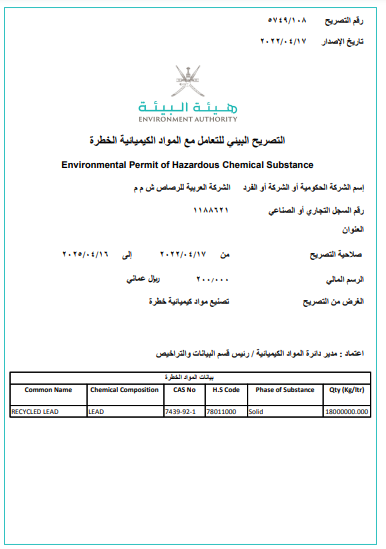 رقم التصريح ٥٧٤٩/١٠٨
تاريخ الإصدار ٢٠٢٢/٠٤/١٧
هيئة البيئة
ENVIRONMENT AUTHORITY
التصريح البيئي للتعامل مع المواد الكيميائية الخطرة
Environmental Permit of Hazardous Chemical Substance
إسم الشركة الحكومية أو الشركة أو الفرد الشركة العربية للرصاص ش م م
رقم السجل التجاري أو الصناعي ١١٨٨٦٢١
العنوان
صلاحية التصريح من ٢٠٢٢/٠٤/١٧ إلى ٢٠٢٥/٠٤/١٦
الرسم المالي ٢٠٠/٠٠٠ ريال عماني
الغرض من التصريح تصنيع مواد كيميائية خطرة
اعتماد : مدير دائرة المواد الكيميائية / رئيس قسم البيانات والتراخيص
بيانات المواد الخطرة
Common Name Chemical Composition CAS No H.S Code Phase of Substance Qty (Kg/ltr)
RECYCLED LEAD LEAD 7439-92-1 78011000 Solid 18000000.000